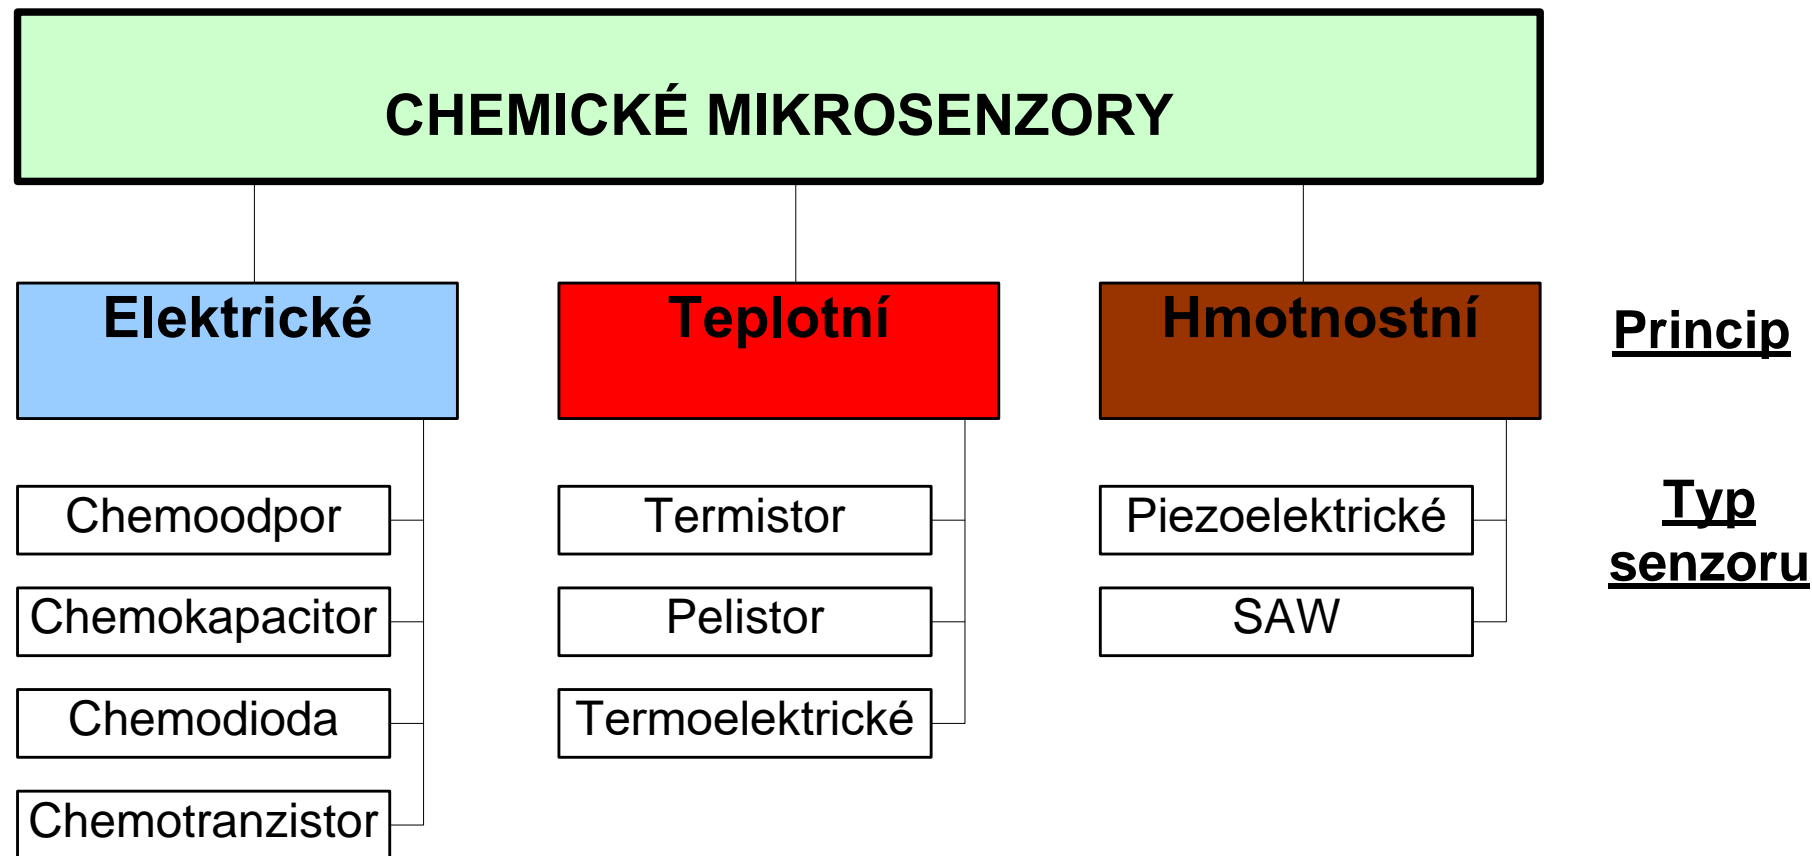 CHEMICKÉ MIKROSENZORY
Elektrické
Teplotní
Hmotnostní
Princip
Chemoodpor
Termistor
Piezoelektrické
Typ
senzoru
Chemokapacitor
Pelistor
SAW
Chemodioda
Termoelektrické
Chemotranzistor